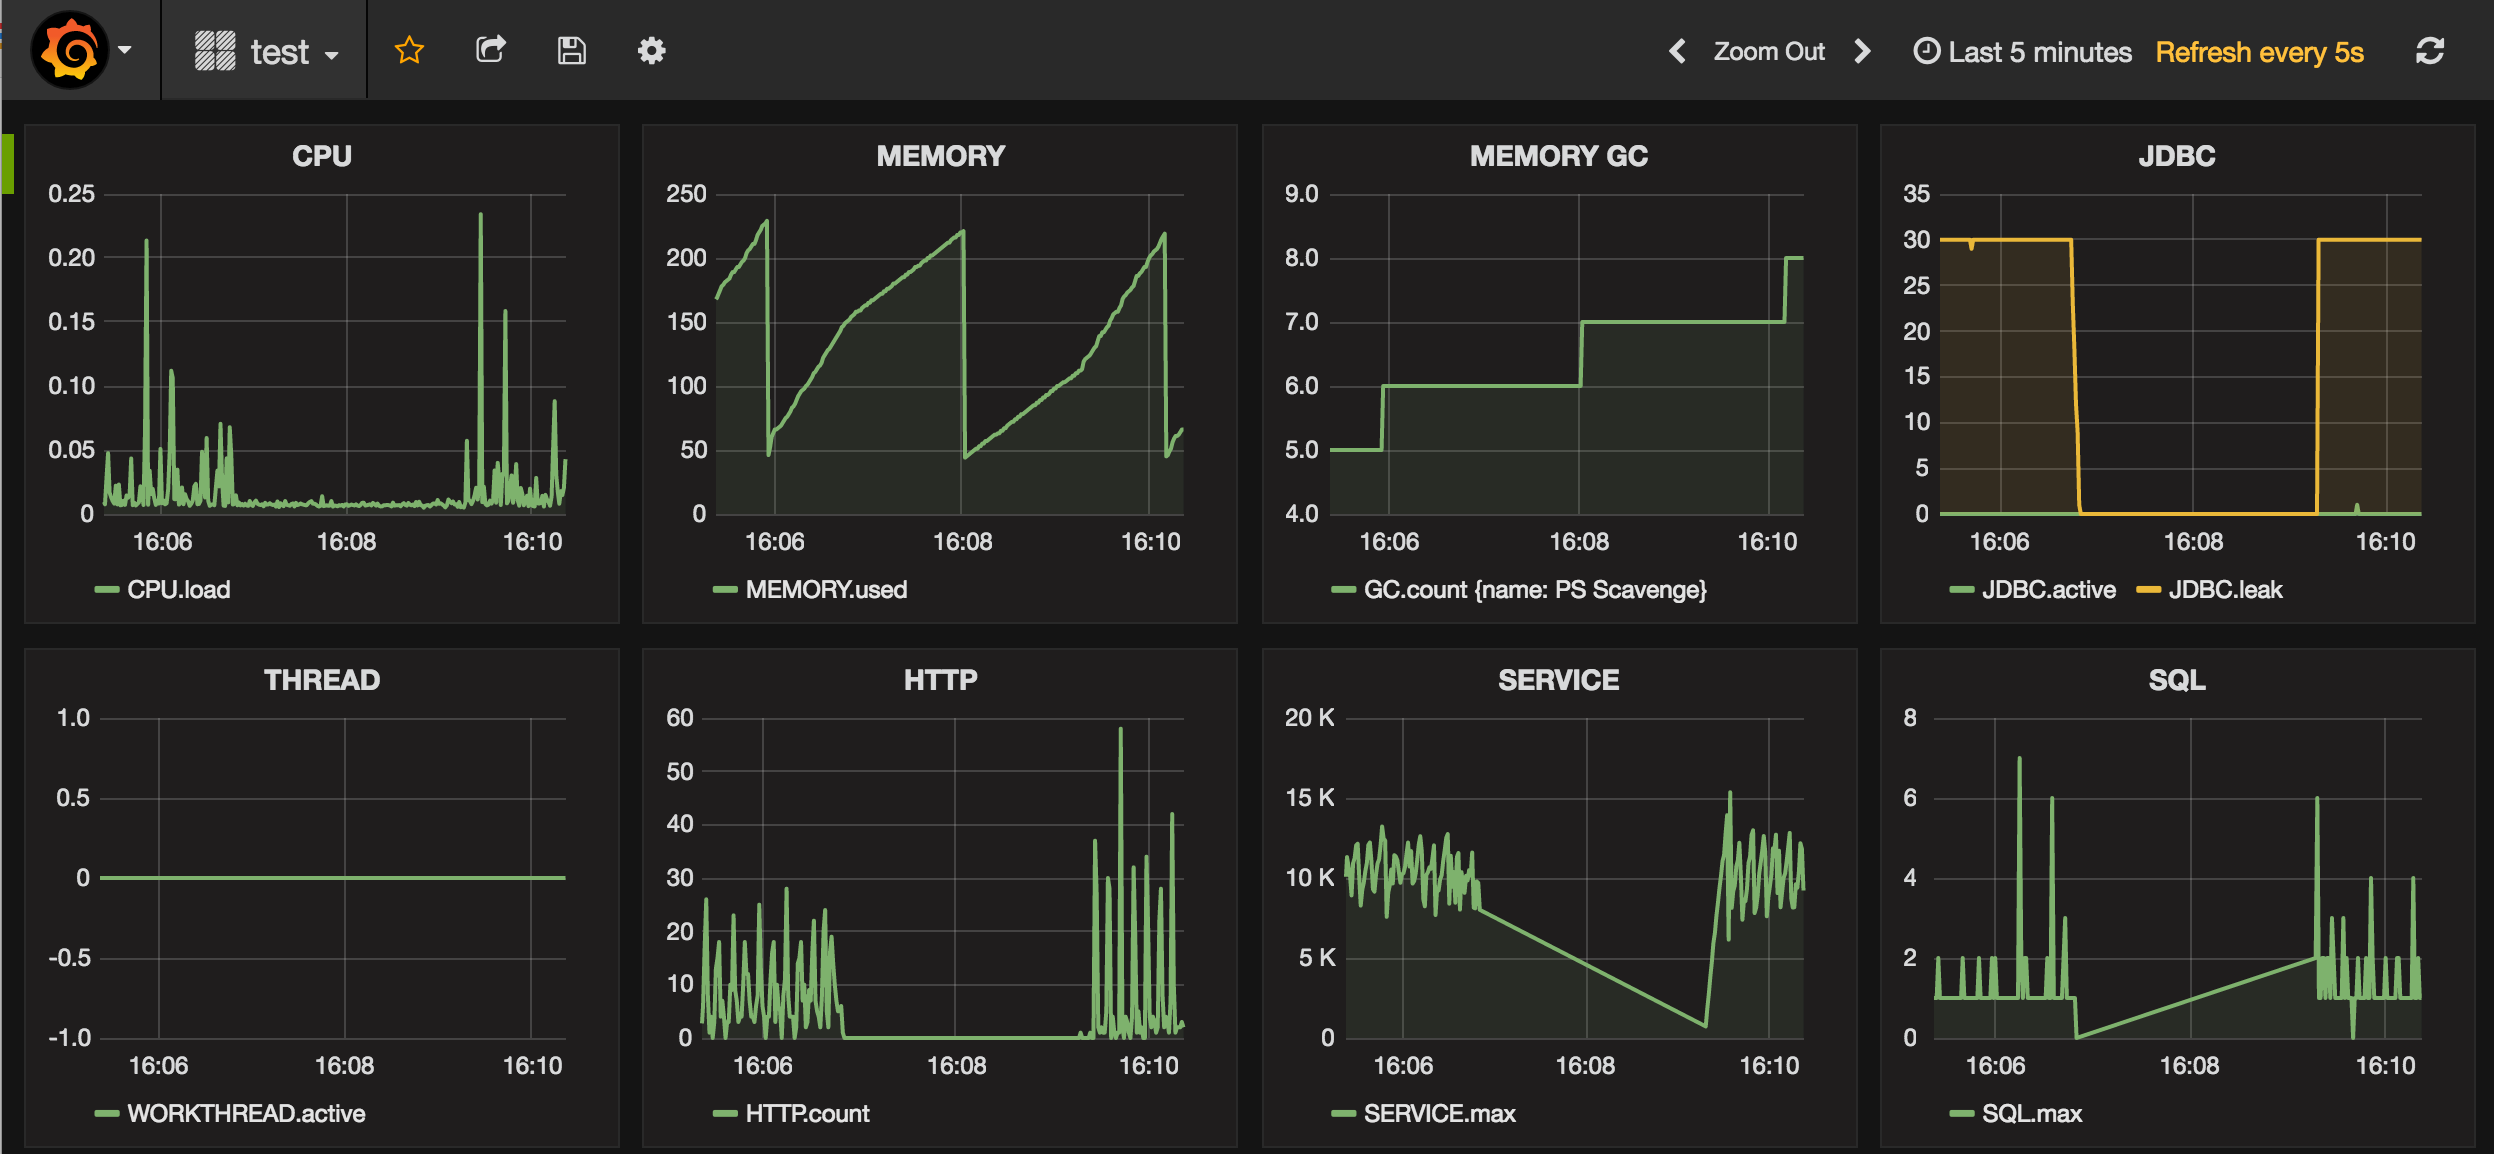 test
Zoom Out
Last 5 minutes
Refresh every 5s
CPU
0.25
0.20
0.15
0.10
0.05
0
16:06 16:08 16:10
CPU.load
MEMORY
250
200
150
100
50
0
16:06 16:08 16:10
MEMORY.used
MEMORY GC
9.0
8.0
7.0
6.0
5.0
4.0
16:06 16:08 16:10
GC.count {name: PS Scavenge}
JDBC
35
30
25
20
15
10
5
0
16:06 16:08 16:10
JDBC.active JDBC.leak
THREAD
1.0
0.5
0
-0.5
-1.0
16:06 16:08 16:10
WORKTHREAD.active
HTTP
60
50
40
30
20
10
0
16:06 16:08 16:10
HTTP.count
SERVICE
20 K
15 K
10 K
5 K
0
16:06 16:08 16:10
SERVICE.max
SQL
8
6
4
2
0
16:06 16:08 16:10
SQL.max